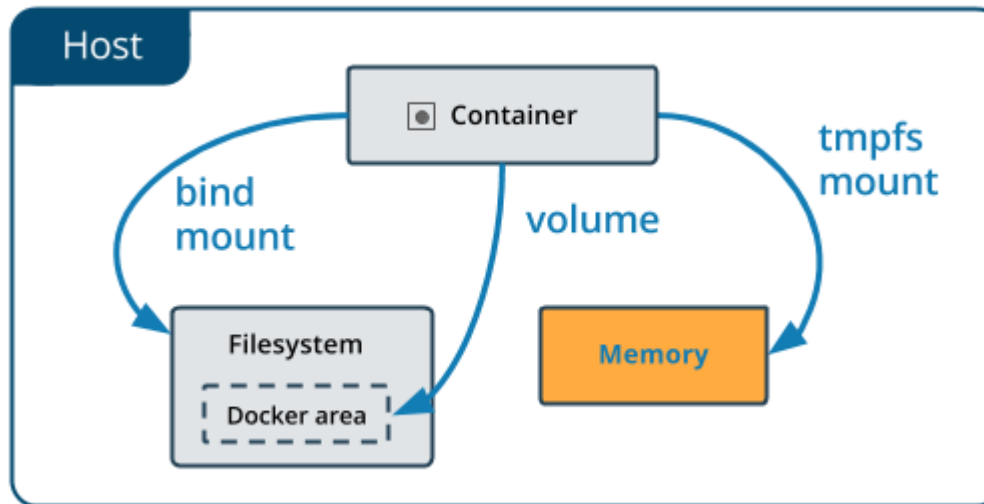 Host
Container
bind
mount
volume
tmpfs
mount
Filesystem
Docker area
Memory